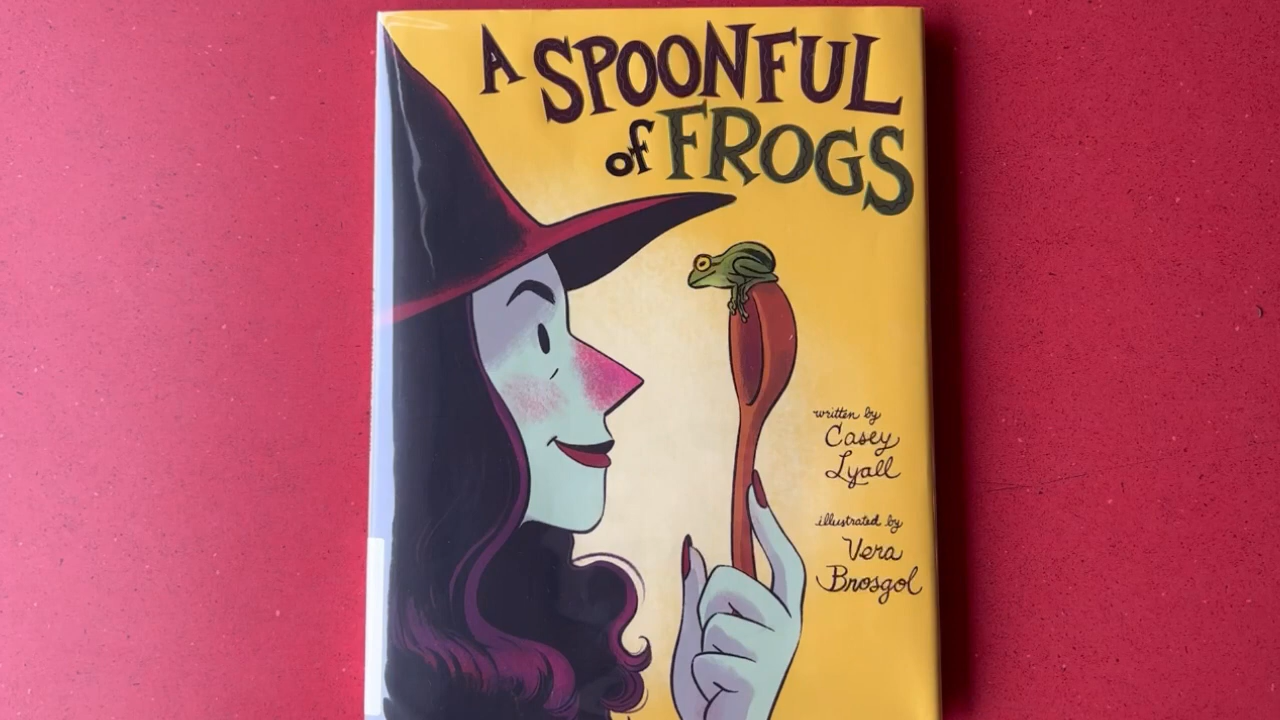 A SPOONFUL
of FROGS
written by
Casey
Lyall
illustrated by
Vera
Brosgol